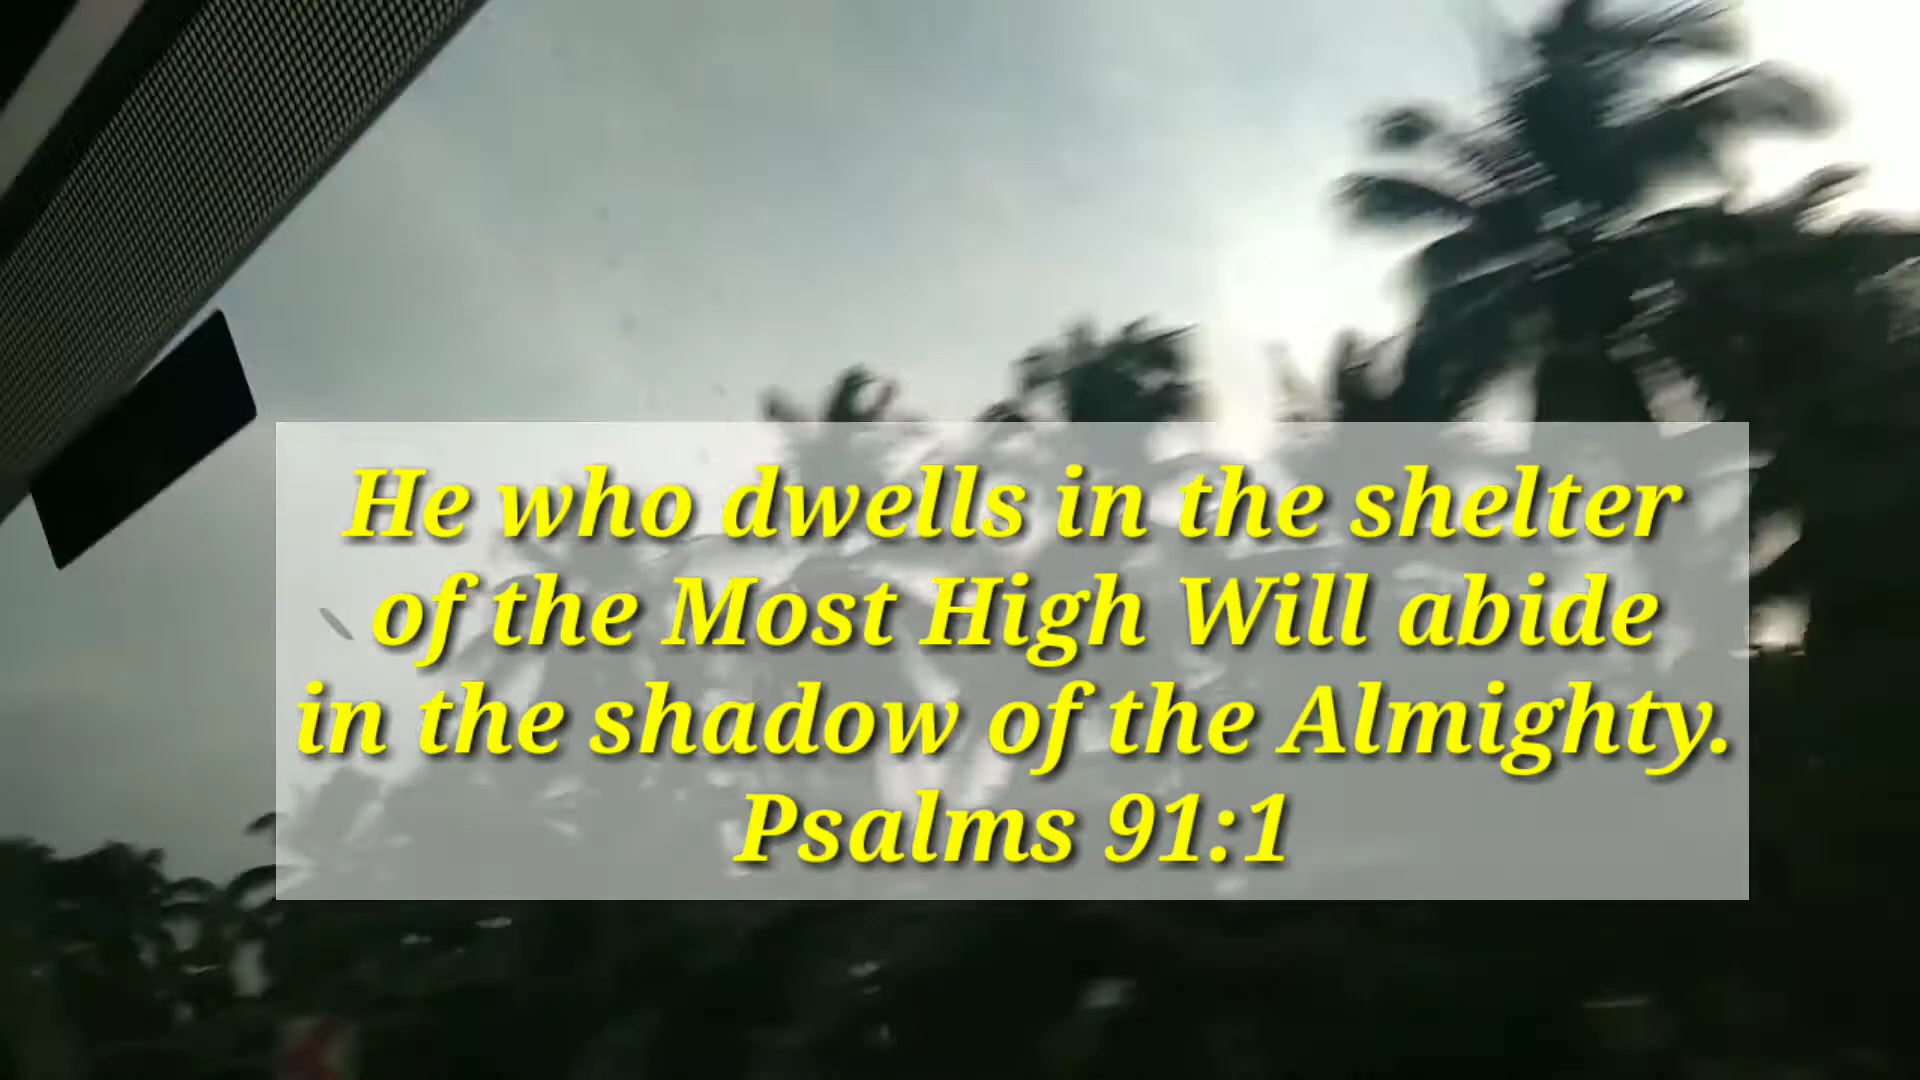 He who dwells in the shelter
of the Most High Will abide
in the shadow of the Almighty.
Psalms 91:1